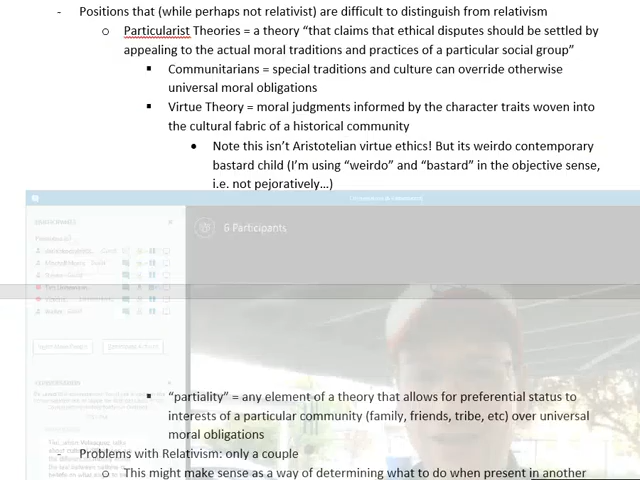 - Positions that (while perhaps not relativist) are difficult to distinguish from relativism
o Particularist Theories = a theory “that claims that ethical disputes should be settled by
appealing to the actual moral traditions and practices of a particular social group”
▪ Communitarians = special traditions and culture can override otherwise
universal moral obligations
▪ Virtue Theory = moral judgments informed by the character traits woven into
the cultural fabric of a historical community
• Note this isn’t Aristotelian virtue ethics! But its weirdo contemporary
bastard child (I’m using “weirdo” and “bastard” in the objective sense,
i.e. not pejoratively…)
6 Participants
▪ “partiality” = any element of a theory that allows for preferential status to
interests of a particular community (family, friends, tribe, etc) over universal
moral obligations
- Problems with Relativism: only a couple
o This might make sense as a way of determining what to do when present in another